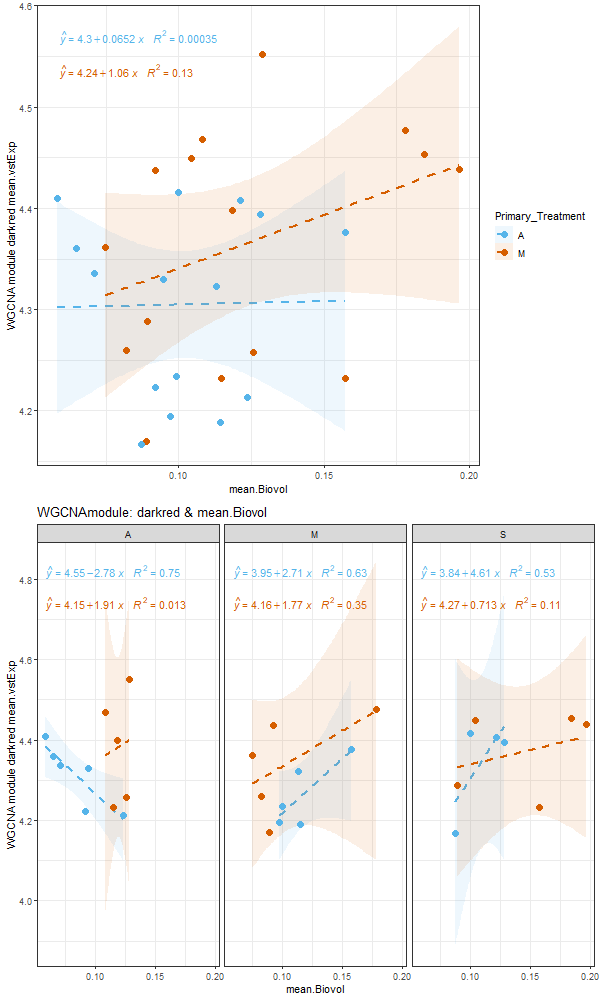 4.6
ŷ = 4.3+0.0652 x R² = 0.00035
ŷ = 4.24+1.06 x R² = 0.13
4.5
4.4
4.3
4.2
WGCNA module darkred mean.vstExp
0.10
0.15
0.20
mean.Biovol
Primary_Treatment
A
M
WGCNAmodule: darkred & mean.Biovol
A
M
S
ŷ = 4.55−2.78 x R² = 0.75
ŷ = 3.95+2.71 x R² = 0.63
ŷ = 3.84+4.61 x R² = 0.53
ŷ = 4.15+1.91 x R² = 0.013
ŷ = 4.16+1.77 x R² = 0.35
ŷ = 4.27+0.713 x R² = 0.11
4.8
4.6
4.4
4.2
4.0
WGCNA module darkred mean.vstExp
0.10 0.15 0.20
0.10 0.15 0.20
0.10 0.15 0.20
mean.Biovol